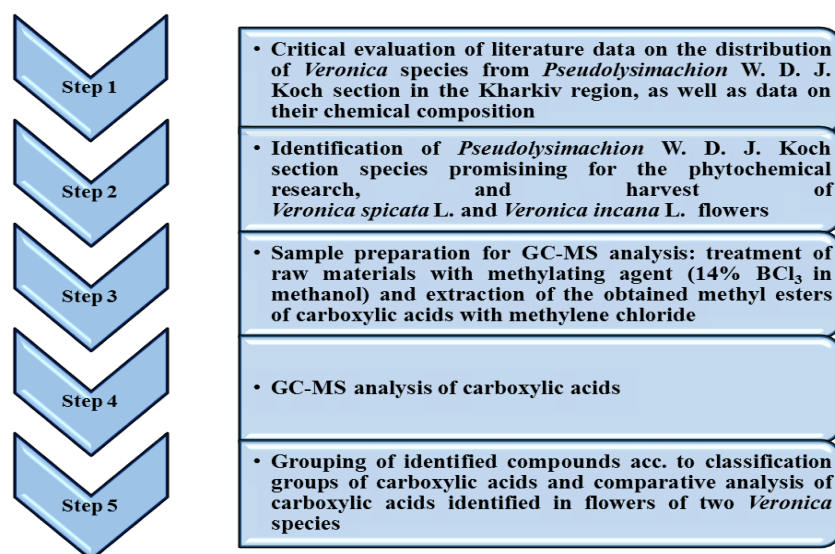 Step 1
• Critical evaluation of literature data on the distribution
of Veronica species from Pseudolysimachion W. D. J.
Koch section in the Kharkiv region, as well as data on
their chemical composition
Step 2
• Identification of Pseudolysimachion W. D. J. Koch
section species promisining for the phytochemical
research, and harvest of
Veronica spicata L. and Veronica incana L. flowers
Step 3
• Sample preparation for GC-MS analysis: treatment of
raw materials with methylating agent (14% BCl₃ in
methanol) and extraction of the obtained methyl esters
of carboxylic acids with methylene chloride
Step 4
• GC-MS analysis of carboxylic acids
Step 5
• Grouping of identified compounds acc. to classification
groups of carboxylic acids and comparative analysis of
carboxylic acids identified in flowers of two Veronica
species